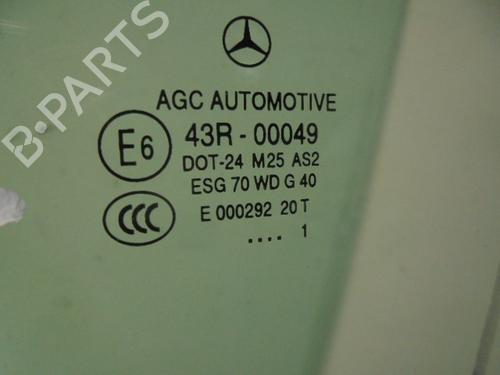 B-PARTS
AGC AUTOMOTIVE
E6 43R-00049
DOT-24 M25 AS2
ESG 70 WD G 40
CCC E 000292 20 T
.... 1